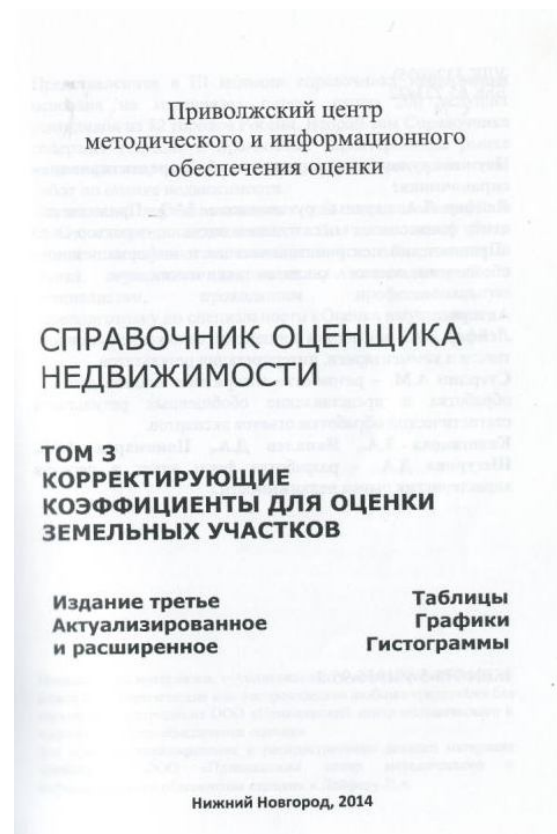 Приволжский центр
методического и информационного
обеспечения оценки
СПРАВОЧНИК ОЦЕНЩИКА
НЕДВИЖИМОСТИ
ТОМ 3
КОРРЕКТИРУЮЩИЕ
КОЭФФИЦИЕНТЫ ДЛЯ ОЦЕНКИ
ЗЕМЕЛЬНЫХ УЧАСТКОВ
Издание третье
Актуализированное
и расширенное
Таблицы
Графики
Гистограммы
Нижний Новгород, 2014